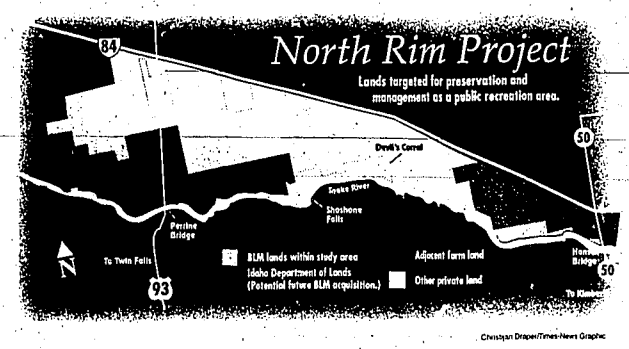 84
North Rim Project
Lands targeted for preservation and
management as a public recreation area.
50
Devil's Corral
Snake River
Shoshone
Falls
Perrine
Bridge
N
To Twin Falls
93
BLM lands within study area
Idaho Department of Lands
(Potential future BLM acquisition.)
Adjacent farm land
Other private land
Bridge
50
To
Christian Draper/Times-News Graphic